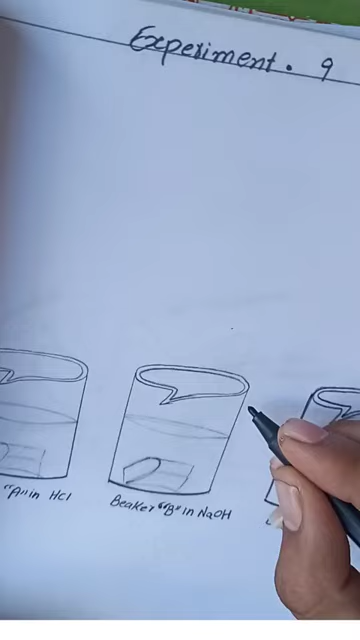 Experiment. 9
"A" in HCl
Beaker "B" in NaOH